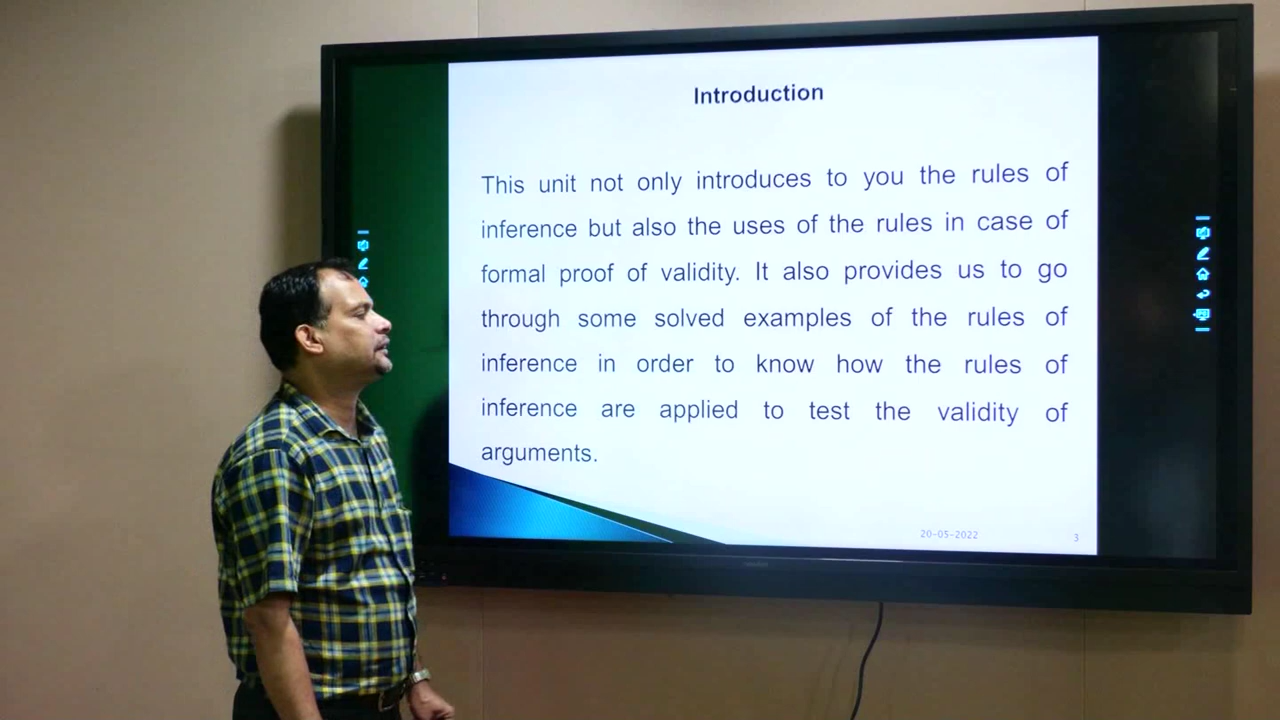 Introduction
This unit not only introduces to you the rules of
inference but also the uses of the rules in case of
formal proof of validity. It also provides us to go
through some solved examples of the rules of
inference in order to know how the rules of
inference are applied to test the validity of
arguments.
20-05-2022
3